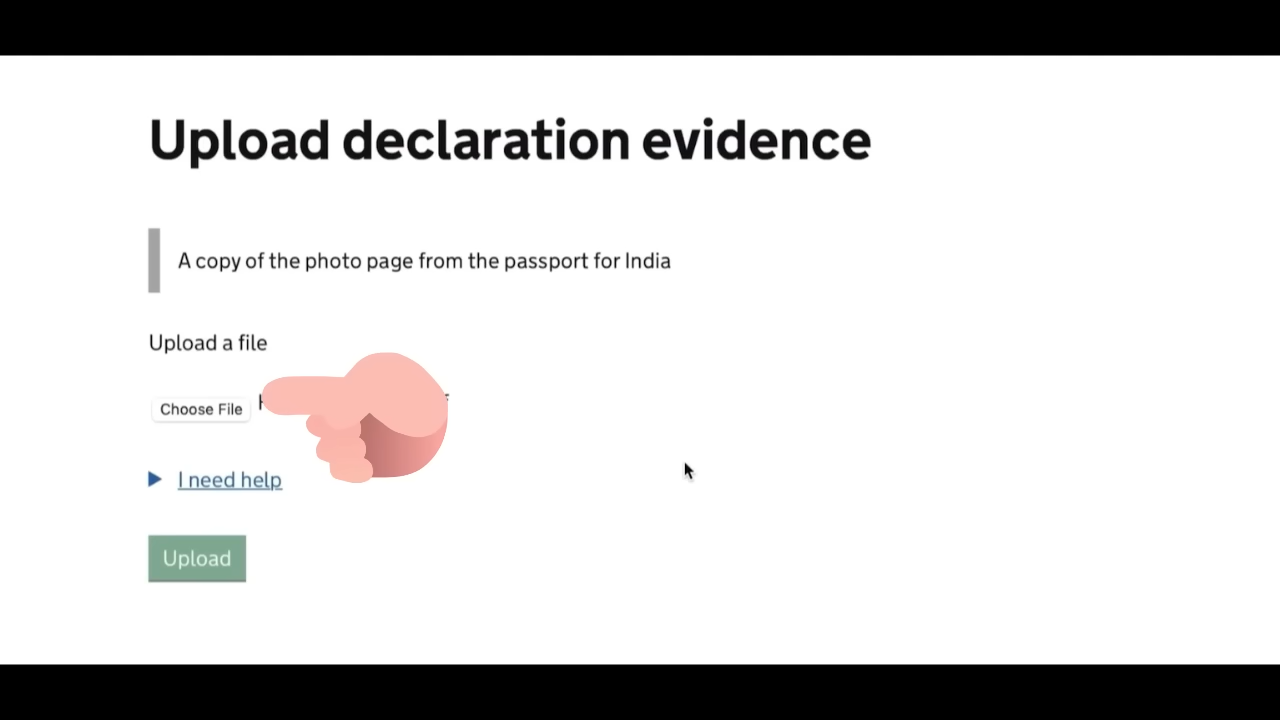 Upload declaration evidence
A copy of the photo page from the passport for India
Upload a file
Choose File
I need help
Upload